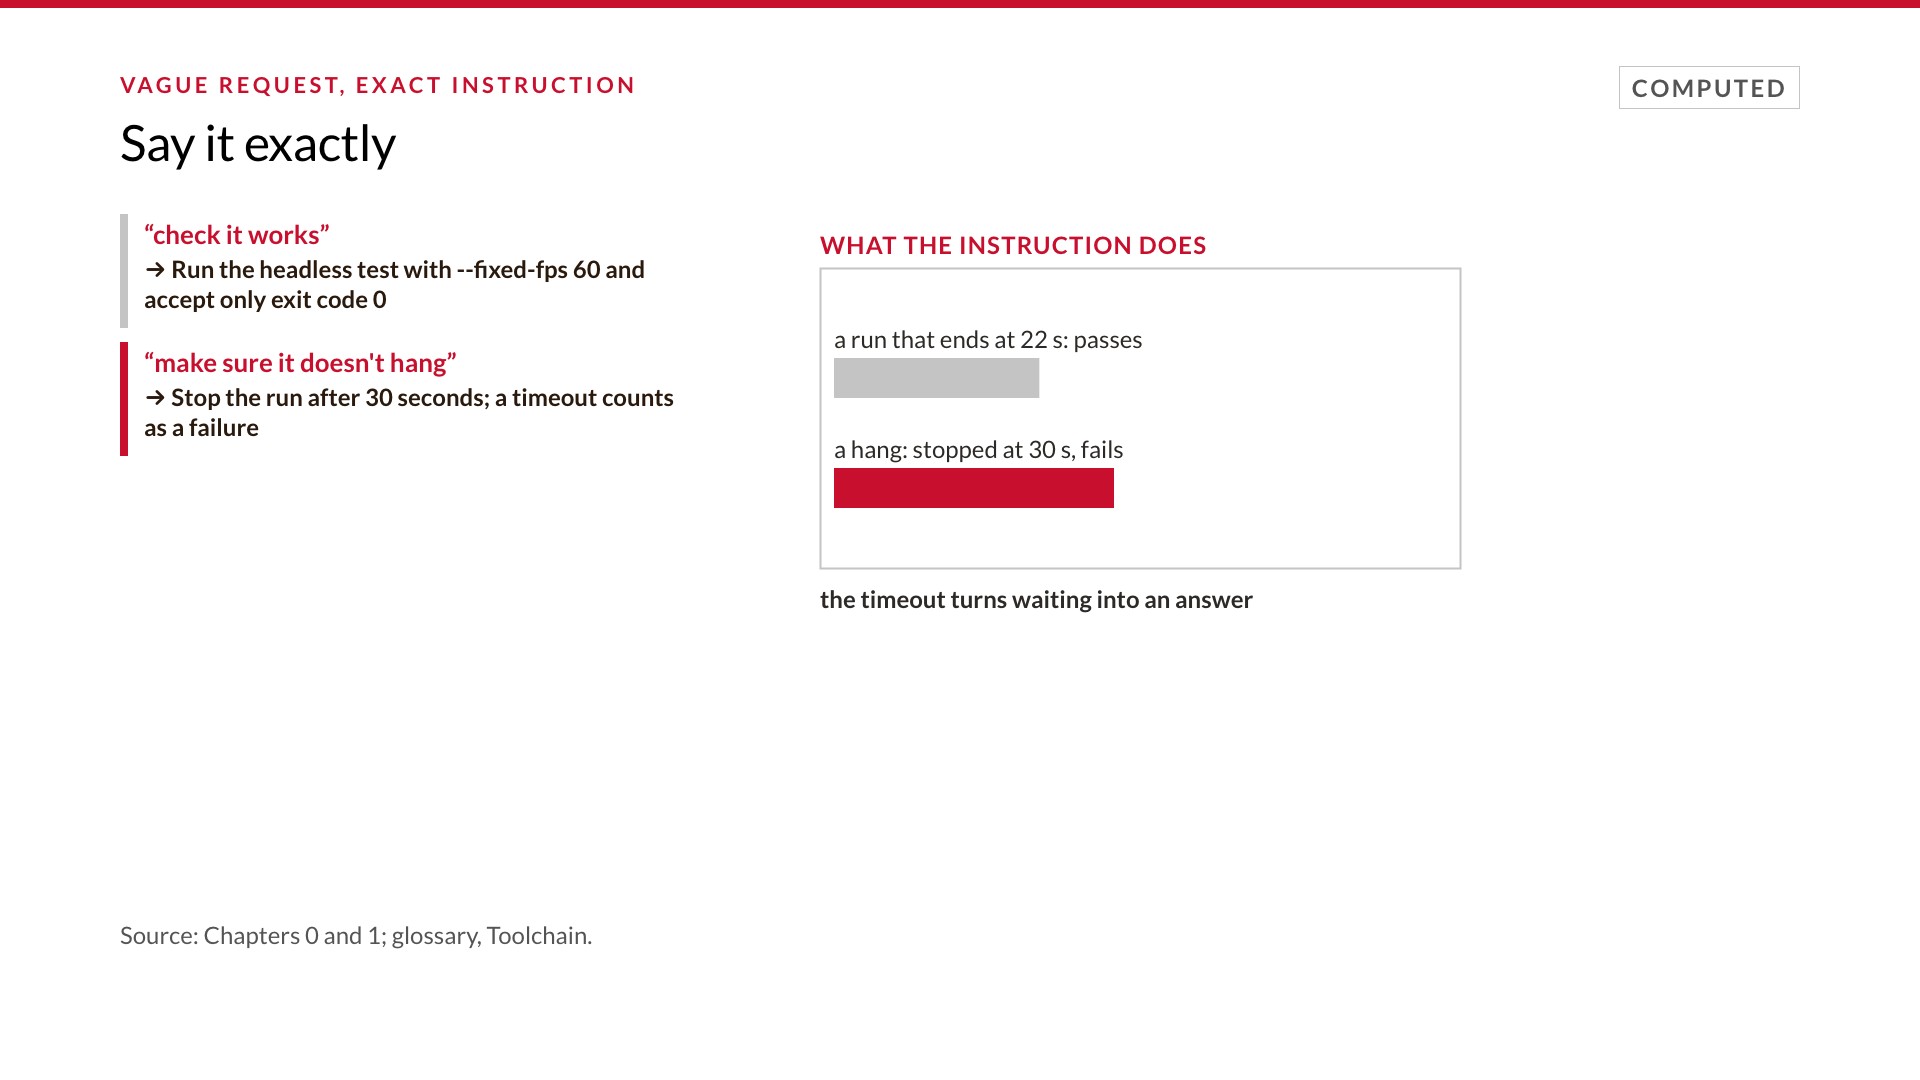 VAGUE REQUEST, EXACT INSTRUCTION
COMPUTED
Say it exactly
“check it works”
→ Run the headless test with --fixed-fps 60 and
accept only exit code 0
“make sure it doesn't hang”
→ Stop the run after 30 seconds; a timeout counts
as a failure
WHAT THE INSTRUCTION DOES
a run that ends at 22 s: passes
a hang: stopped at 30 s, fails
the timeout turns waiting into an answer
Source: Chapters 0 and 1; glossary, Toolchain.